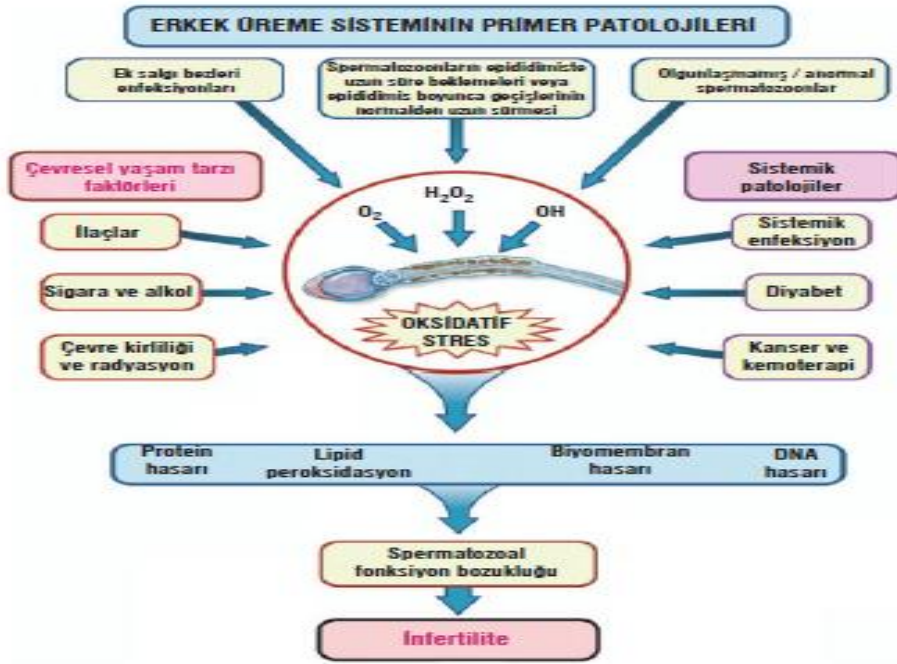 ERKEK ÜREME SİSTEMİNİN PRIMER PATOLOJİLERİ
Ek salgı bezleri
enfeksiyonları
Spermatozoonların epididimiste
uzun süre beklemeleri veya
epididimis boyunca geçişlerinin
normalden uzun sürmesi
Olgunlaşmamış / anormal
spermatozoonlar
Çevresel yaşam tarzı
faktörleri
İlaçlar
Sigara ve alkol
Çevre kirliliği
ve radyasyon
O2
H2O2
OH
OKSİDATİF
STRES
Sistemik
patolojiler
Sistemik
enfeksiyon
Diyabet
Kanser ve
kemoterapi
Protein
hasarı
Lipid
peroksidasyon
Biyomembran
hasarı
DNA
hasarı
Spermatozoal
fonksiyon bozukluğu
İnfertilite